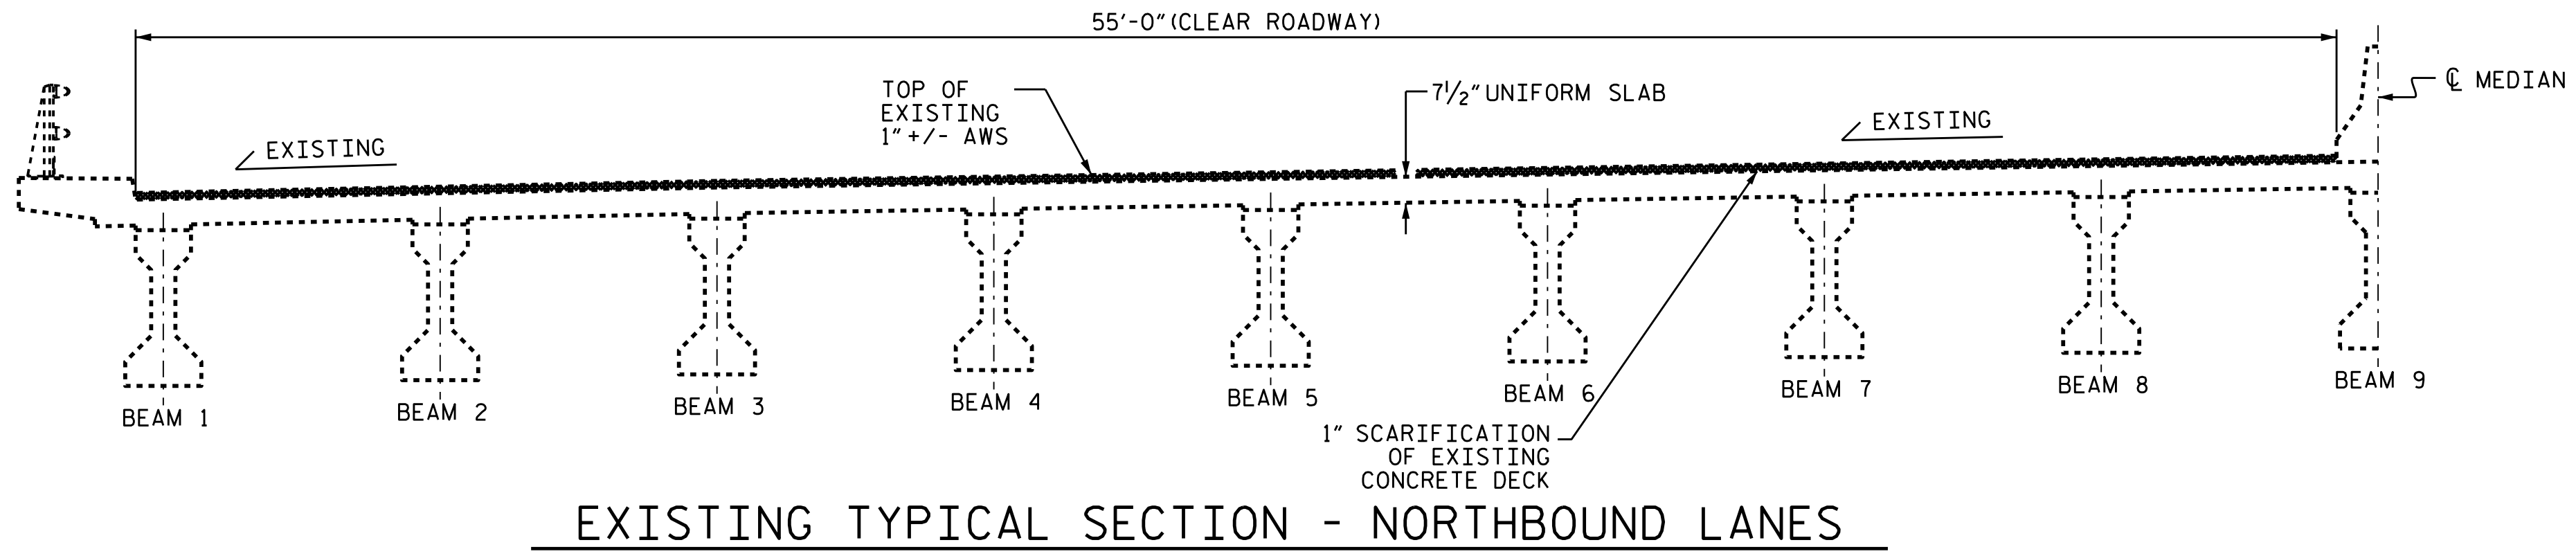 55'-0" (CLEAR ROADWAY)
TOP OF
EXISTING
1" +/- AWS
7½" UNIFORM SLAB
℄ MEDIAN
EXISTING
EXISTING
BEAM 1
BEAM 2
BEAM 3
BEAM 4
BEAM 5
BEAM 6
BEAM 7
BEAM 8
BEAM 9
1" SCARIFICATION
OF EXISTING
CONCRETE DECK
EXISTING TYPICAL SECTION - NORTHBOUND LANES